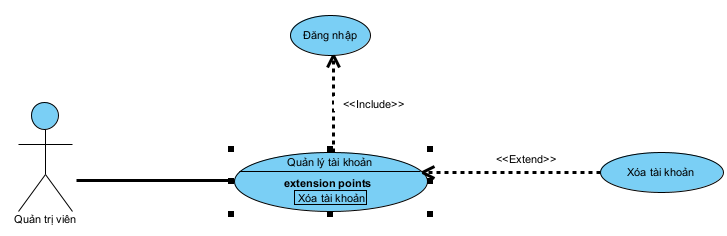 Đăng nhập
<<Include>>
Quản lý tài khoản
<<Extend>>
extension points
Xóa tài khoản
Xóa tài khoản
Quản trị viên